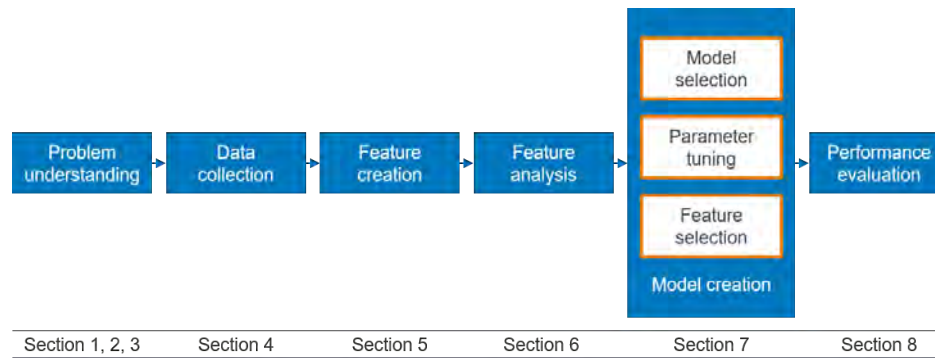 Problem
understanding
Data
collection
Feature
creation
Feature
analysis
Model
selection
Parameter
tuning
Feature
selection
Model creation
Performance
evaluation
Section 1, 2, 3
Section 4
Section 5
Section 6
Section 7
Section 8